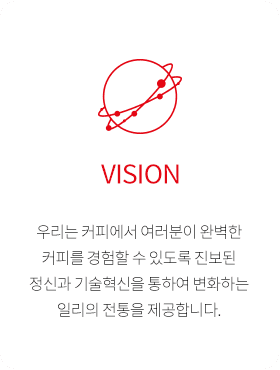 VISION
우리는 커피에서 여러분이 완벽한
커피를 경험할 수 있도록 진보된
정신과 기술혁신을 통하여 변화하는
일리의 전통을 제공합니다.